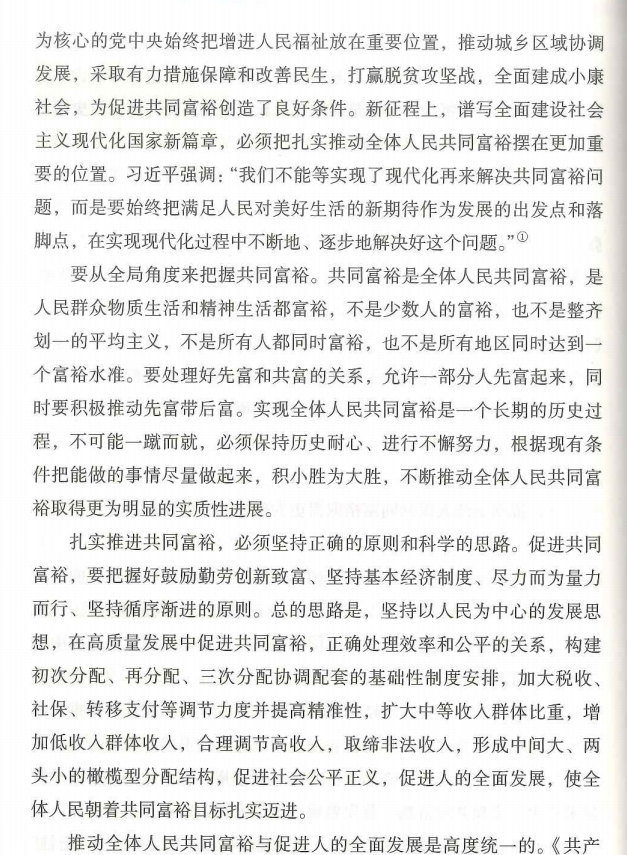 为核心的党中央始终把增进人民福祉放在重要位置，推动城乡区域协调
发展，采取有力措施保障和改善民生，打赢脱贫攻坚战，全面建成小康
社会，为促进共同富裕创造了良好条件。新征程上，谱写全面建设社会
主义现代化国家新篇章，必须把扎实推动全体人民共同富裕摆在更加重
要的位置。习近平强调：“我们不能等实现了现代化再来解决共同富裕问
题，而是要始终把满足人民对美好生活的新期待作为发展的出发点和落
脚点，在实现现代化过程中不断地、逐步地解决好这个问题。”①
要从全局角度来把握共同富裕。共同富裕是全体人民共同富裕，是
人民群众物质生活和精神生活都富裕，不是少数人的富裕，也不是整齐
划一的平均主义，不是所有人都同时富裕，也不是所有地区同时达到一
个富裕水准。要处理好先富和共富的关系，允许一部分人先富起来，同
时要积极推动先富带后富。实现全体人民共同富裕是一个长期的历史过
程，不可能一蹴而就，必须保持历史耐心、进行不懈努力，根据现有条
件把能做的事情尽量做起来，积小胜为大胜，不断推动全体人民共同富
裕取得更为明显的实质性进展。
扎实推进共同富裕，必须坚持正确的原则和科学的思路。促进共同
富裕，要把握好鼓励勤劳创新致富、坚持基本经济制度、尽力而为量力
而行、坚持循序渐进的原则。总的思路是，坚持以人民为中心的发展思
想，在高质量发展中促进共同富裕，正确处理效率和公平的关系，构建
初次分配、再分配、三次分配协调配套的基础性制度安排，加大税收、
社保、转移支付等调节力度并提高精准性，扩大中等收入群体比重，增
加低收入群体收入，合理调节高收入，取缔非法收入，形成中间大、两
头小的橄榄型分配结构，促进社会公平正义，促进人的全面发展，使全
体人民朝着共同富裕目标扎实迈进。
推动全体人民共同富裕与促进人的全面发展是高度统一的。《共产